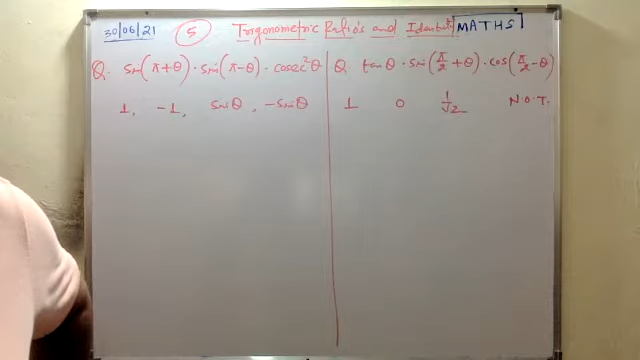 30/06/21 5 Trigonometric Ratios and Identit MATHS
Q. sin(π+θ)·sin(π-θ)·cosec²θ
1, -1, sinθ, -sinθ
Q. tanθ·sin(π/2+θ)·cos(π/2-θ)
1 0 1/√2 N.O.T.